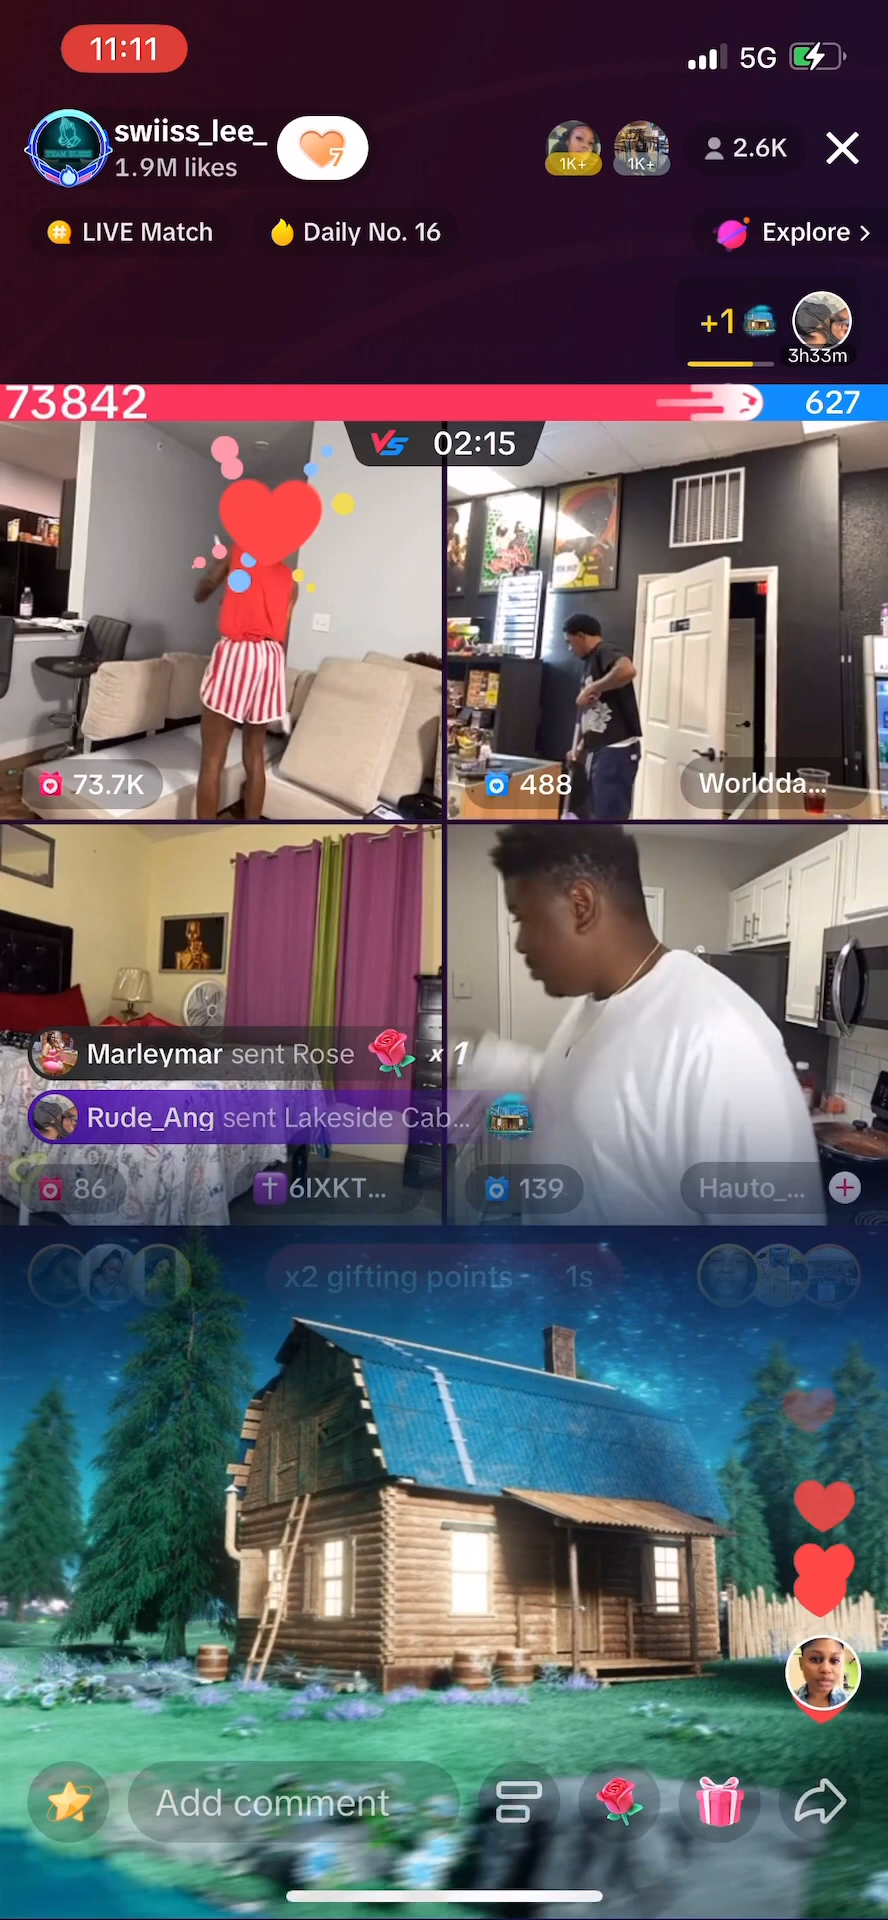 11:11
5G
swiiss_lee_
7
1.9M likes
1K+
1K+
2.6K
LIVE Match
Daily No. 16
Explore >
+1
3h33m
73842
627
VS 02:15
73.7K
488
Worldda...
Marleymar sent Rose x 1
Rude_Ang sent Lakeside Cab...
86
6IXKT...
139
Hauto_...
x2 gifting points 1s
Add comment